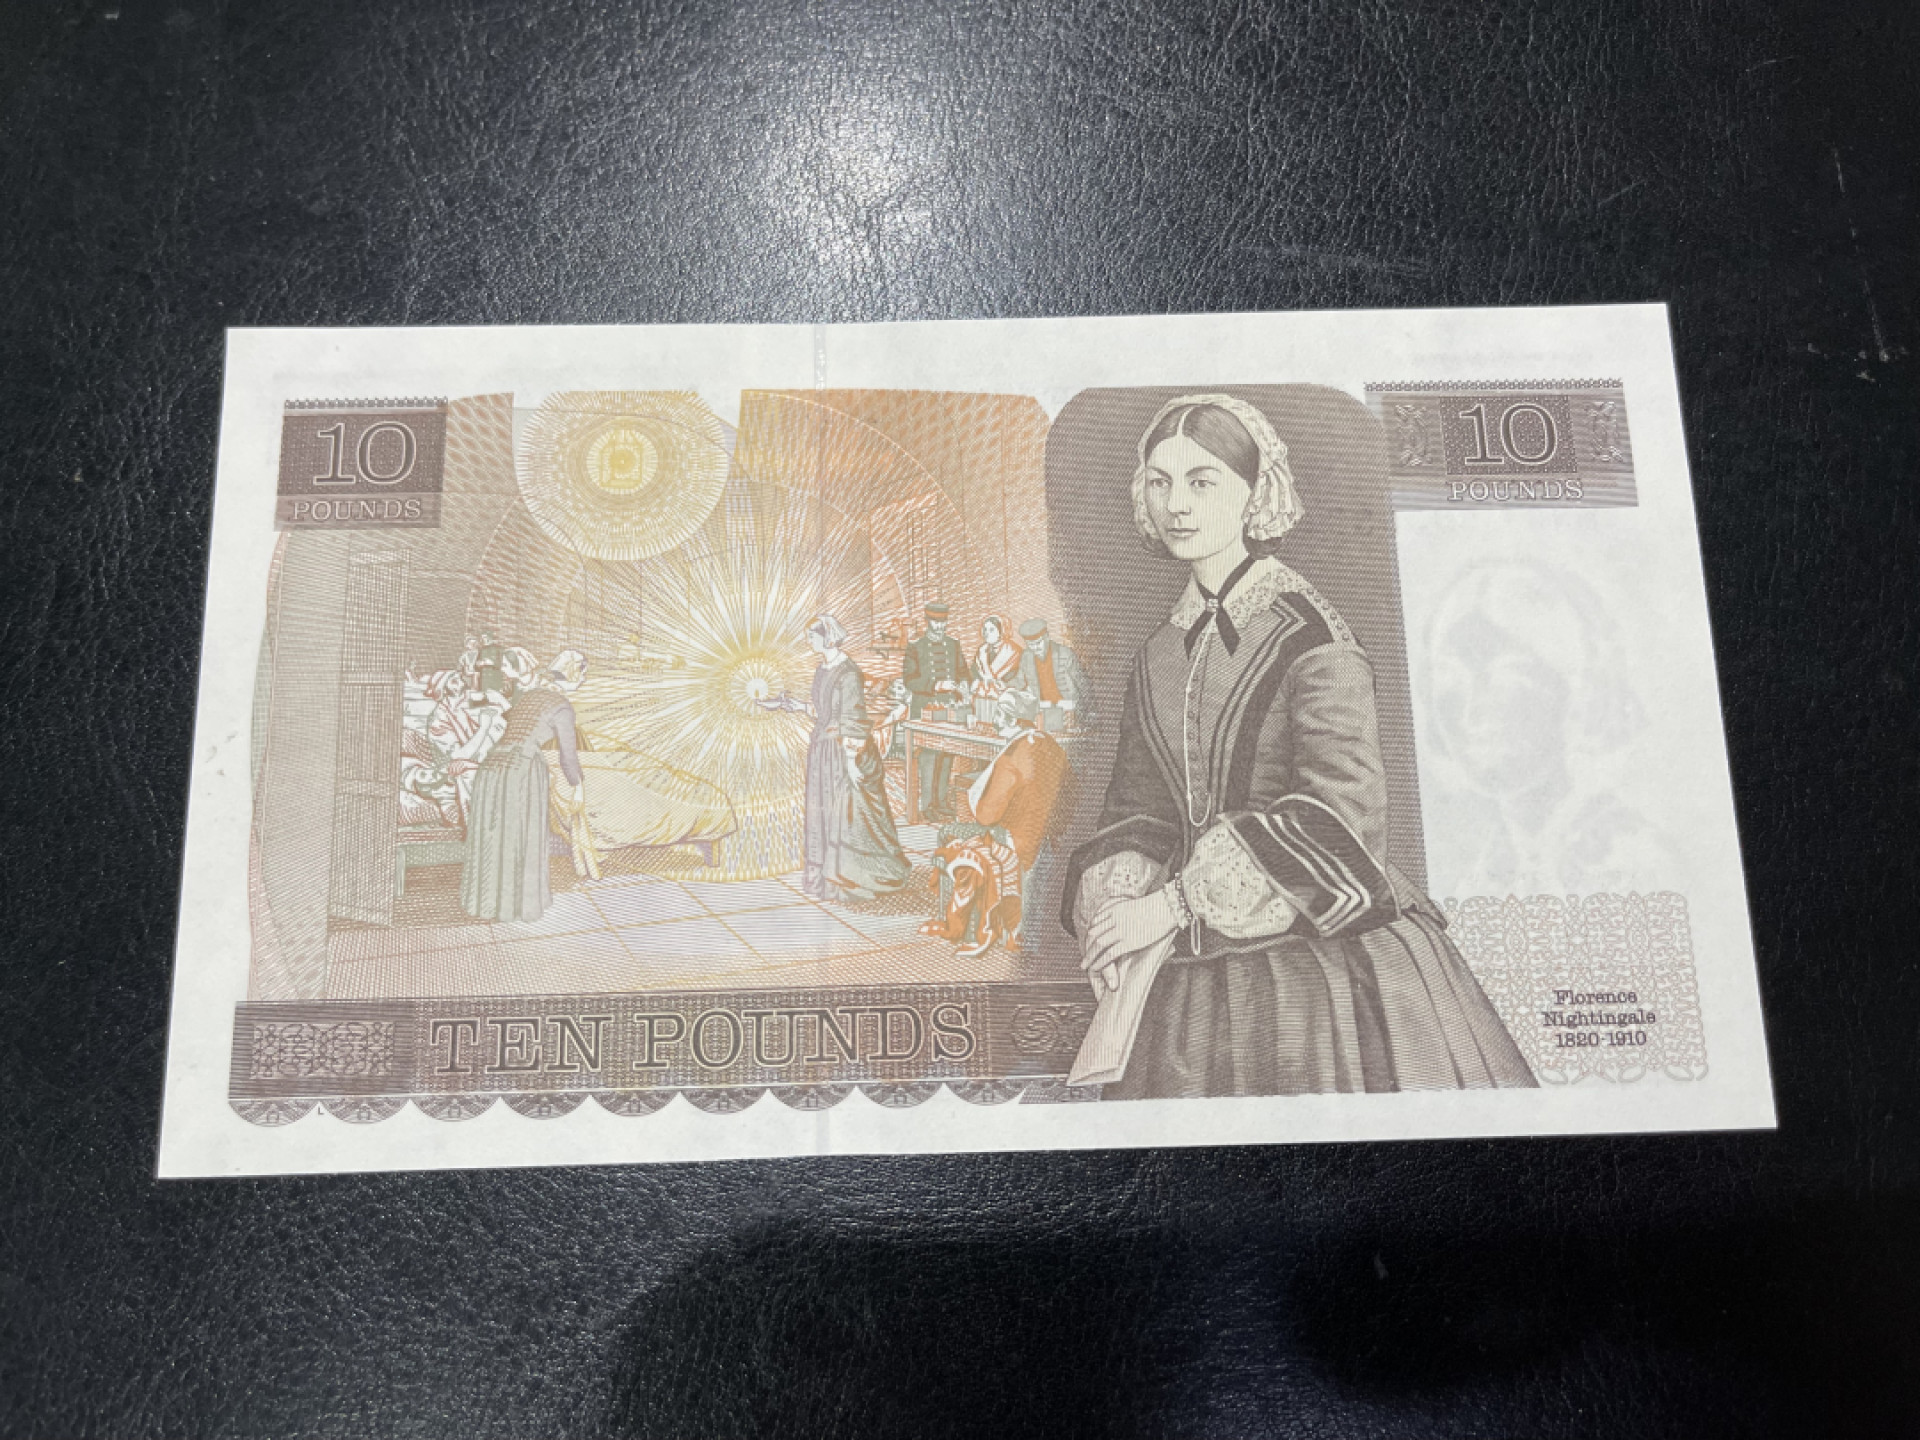 10
POUNDS
10
POUNDS
TEN POUNDS
L
Florence
Nightingale
1820-1910